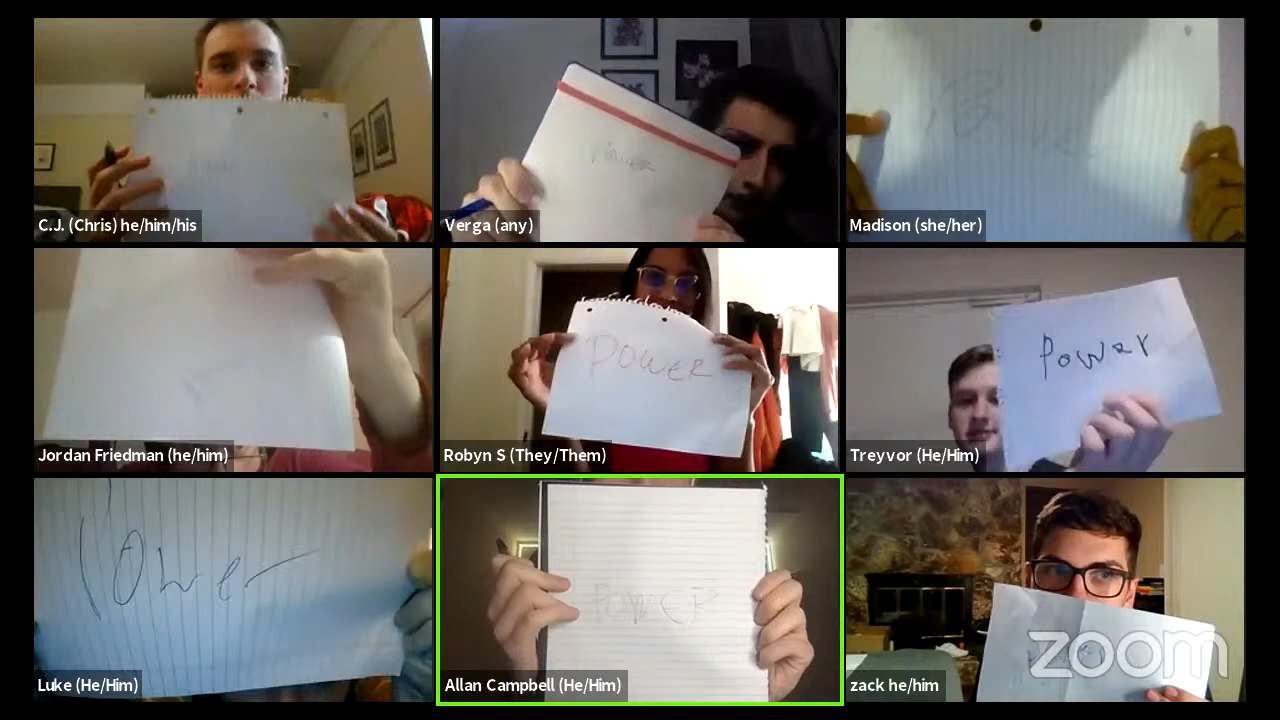 C.J. (Chris) he/him/his
Power
Verga (any)
Madison (she/her)
Jordan Friedman (he/him)
POWER
Robyn S (They/Them)
Power
Treyvor (He/Him)
Power
Luke (He/Him)
POWER
Allan Campbell (He/Him)
zoom
zack he/him